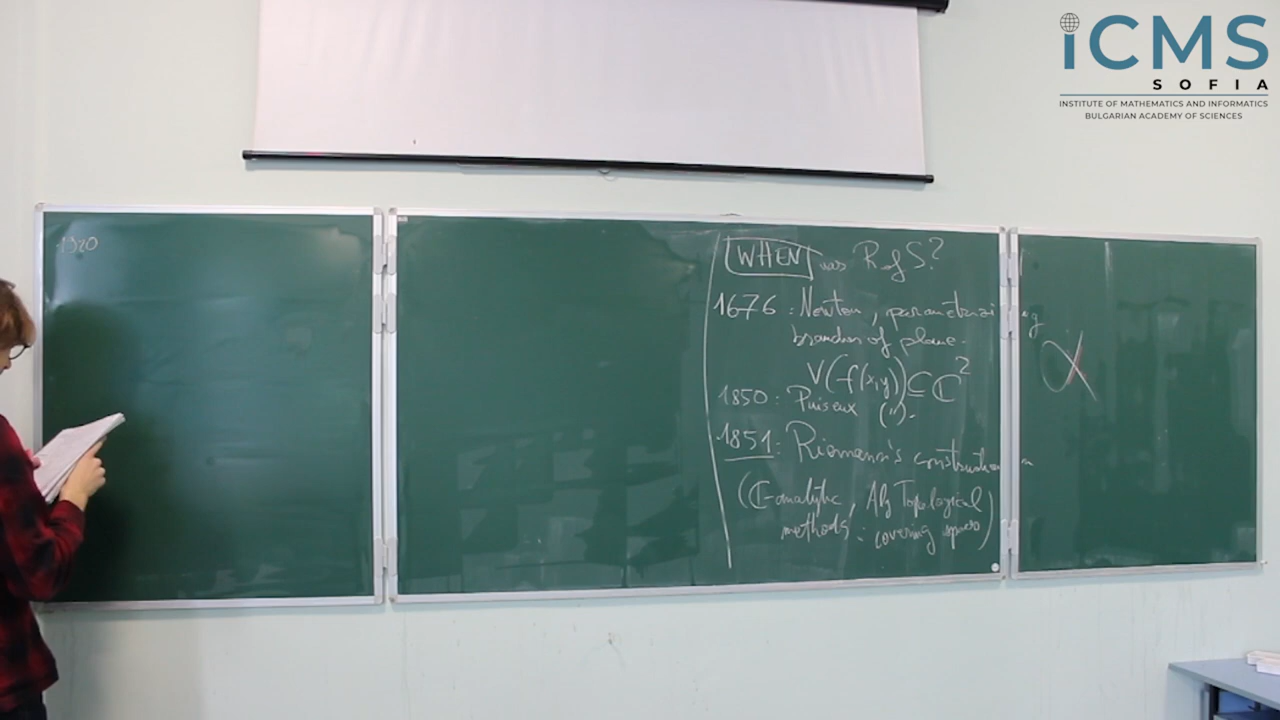 iCMS
SOFIA
INSTITUTE OF MATHEMATICS AND INFORMATICS
BULGARIAN ACADEMY OF SCIENCES
1920
WHEN was R of S?
1676 : Newton, parametrizing
branches of plane.
V(f(x,y)) ⊆ ℂ²
1850 : Puiseux (").
1851 : Riemann's construction
(ℂ-analytic, Alg Topological
methods : covering spaces)